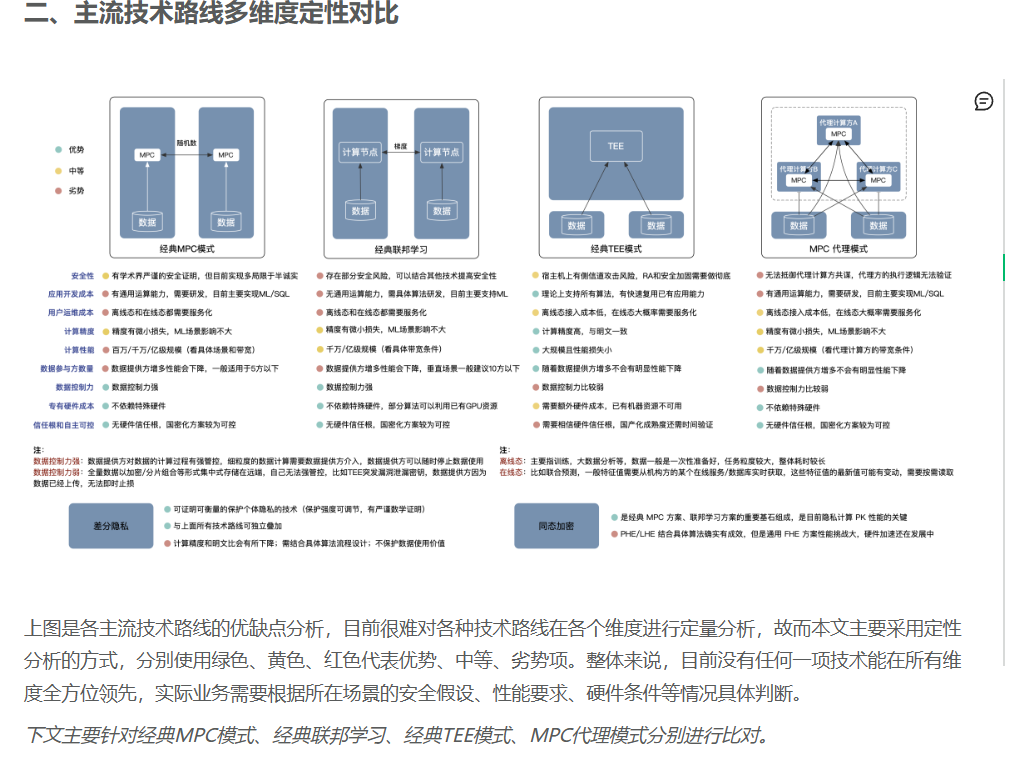 二、主流技术路线多维度定性对比
优势
中等
劣势
MPC
随机数
MPC
数据
数据
经典MPC模式
计算节点
梯度
计算节点
数据
数据
经典联邦学习
TEE
数据
数据
经典TEE模式
代理计算方A
MPC
代理计算方B
MPC
代理计算方C
MPC
数据
数据
MPC 代理模式
安全性
有学术界严谨的安全证明，但目前实现多局限于半诚实
存在部分安全风险，可以结合其他技术提高安全性
宿主机上有侧信道攻击风险，RA和安全加固需要做彻底
无法抵御代理计算方共谋，代理方的执行逻辑无法验证
应用开发成本
有通用运算能力，需要研发，目前主要实现ML/SQL
无通用运算能力，需具体算法研发，目前主要支持ML
理论上支持所有算法，有快速复用已有应用能力
有通用运算能力，需要研发，目前主要实现ML/SQL
用户运维成本
离线态和在线态都需要服务化
离线态和在线态都需要服务化
离线态接入成本低，在线态大概率需要服务化
离线态接入成本低，在线态大概率需要服务化
计算精度
精度有微小损失，ML场景影响不大
精度有微小损失，ML场景影响不大
计算精度高，与明文一致
精度有微小损失，ML场景影响不大
计算性能
百万/千万/亿级规模（看具体场景和带宽）
千万/亿级规模（看具体带宽条件）
大规模且性能损失小
千万/亿级规模（看代理计算方的带宽条件）
数据参与方数量
数据提供方增多性能会下降，一般适用于5方以下
数据提供方增多性能会下降，垂直场景一般建议10方以下
随着数据提供方增多不会有明显性能下降
随着数据提供方增多不会有明显性能下降
数据控制力
数据控制力强
数据控制力强
数据控制力比较弱
数据控制力比较弱
专有硬件成本
不依赖特殊硬件
不依赖特殊硬件，部分算法可以利用已有GPU资源
需要额外硬件成本，已有机器资源不可用
不依赖特殊硬件
信任根和自主可控
无硬件信任根，国密化方案较为可控
无硬件信任根，国密化方案较为可控
需要相信硬件信任根，国产化成熟度还需时间验证
无硬件信任根，国密化方案较为可控
注：
数据控制力强：数据提供方对数据的计算过程有强管控，细粒度的数据计算需要数据提供方介入，数据提供方可以随时停止数据使用
数据控制力弱：全量数据以加密/分片组合等形式集中式存储在远端，自己无法强管控，比如TEE突发漏洞泄漏密钥，数据提供方因为
数据已经上传，无法即时止损
注：
离线态：主要指训练，大数据分析等，数据一般是一次性准备好，任务粒度较大，整体耗时较长
在线态：比如联合预测，一般特征值需要从机构方的某个在线服务/数据库实时获取，这些特征值的最新值可能有变动，需要按需读取
差分隐私
可证明可衡量的保护个体隐私的技术（保护强度可调节，有严谨数学证明）
与上面所有技术路线可独立叠加
计算精度和明文比会有所下降；需结合具体算法流程设计；不保护数据使用价值
同态加密
是经典 MPC 方案、联邦学习方案的重要基石组成，是目前隐私计算 PK 性能的关键
PHE/LHE 结合具体算法确实有成效，但是通用 FHE 方案性能挑战大，硬件加速还在发展中
上图是各主流技术路线的优缺点分析，目前很难对各种技术路线在各个维度进行定量分析，故而本文主要采用定性
分析的方式，分别使用绿色、黄色、红色代表优势、中等、劣势项。整体来说，目前没有任何一项技术能在所有维
度全方位领先，实际业务需要根据所在场景的安全假设、性能要求、硬件条件等情况具体判断。
下文主要针对经典MPC模式、经典联邦学习、经典TEE模式、MPC代理模式分别进行比对。